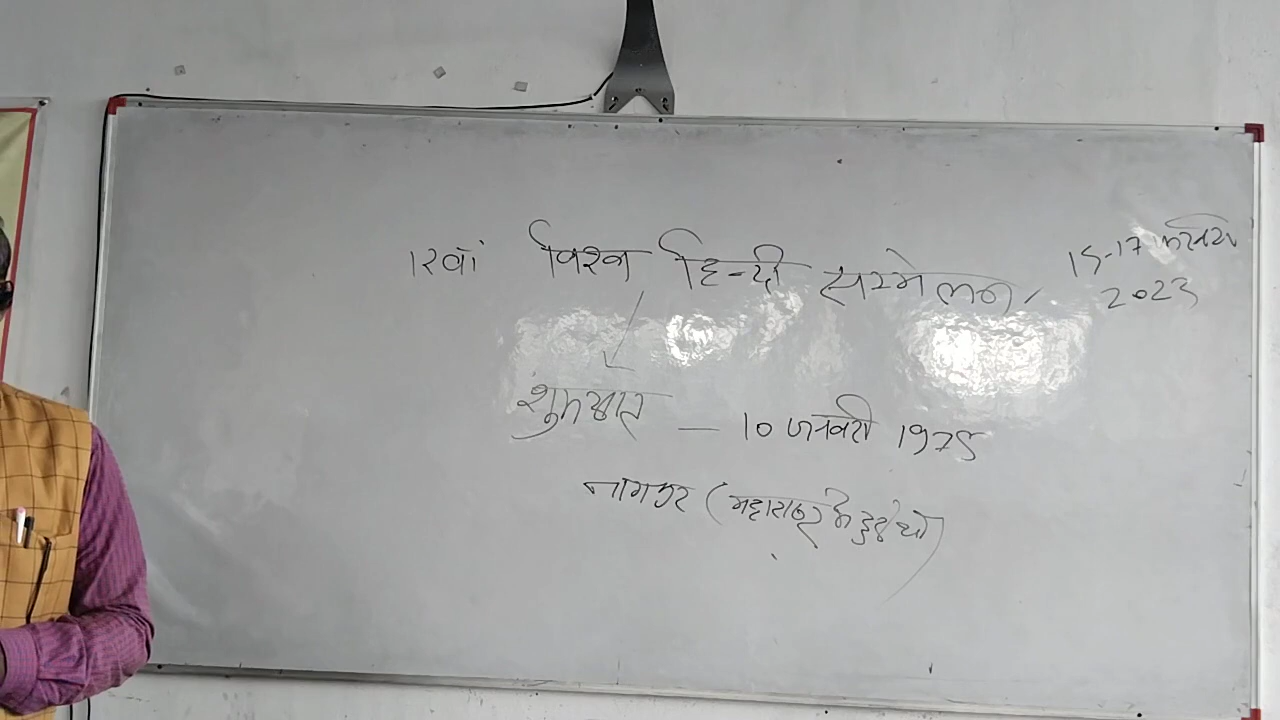 12वां विश्व हिन्दी सम्मेलन, 15-17 फरवरी
2023
शुरुआत - 10 जनवरी 1975
नागपुर (महाराष्ट्र में हुई थी)